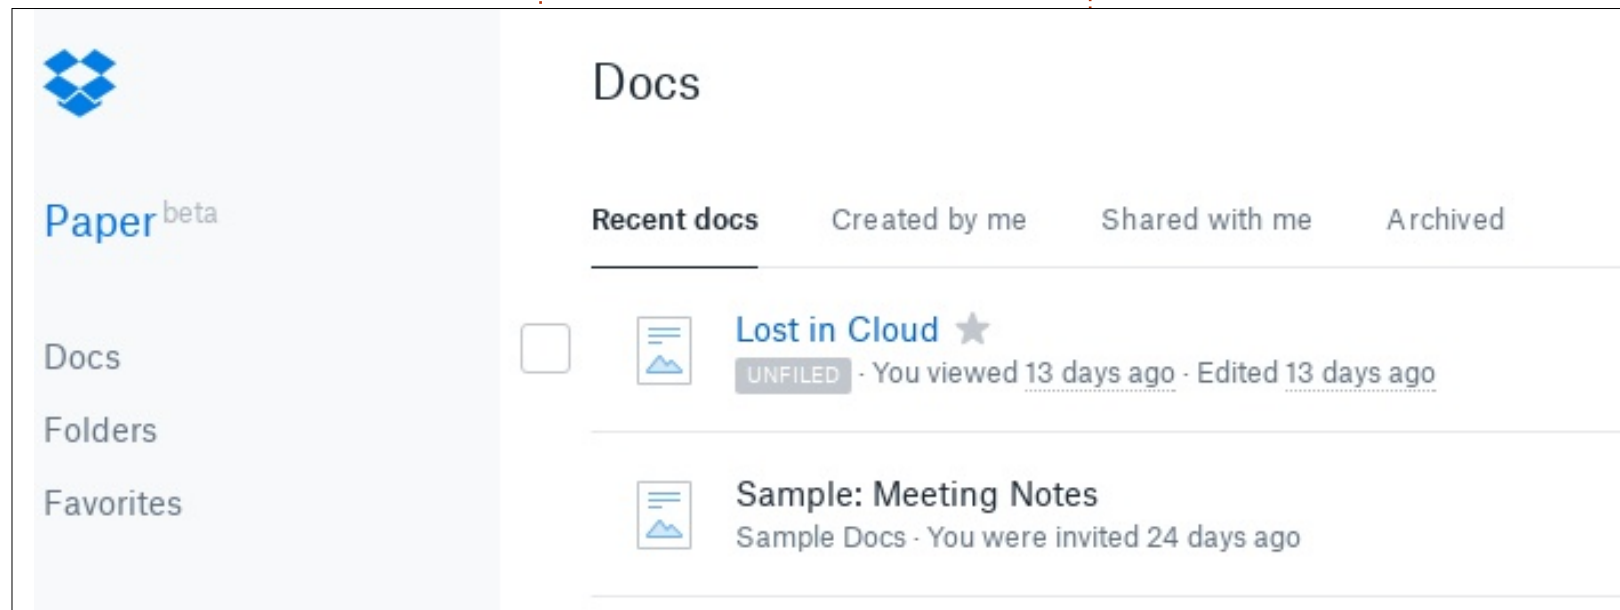 Paper beta
Docs
Folders
Favorites
Docs
Recent docs Created by me Shared with me Archived
Lost in Cloud
UNFILED · You viewed 13 days ago · Edited 13 days ago
Sample: Meeting Notes
Sample Docs · You were invited 24 days ago